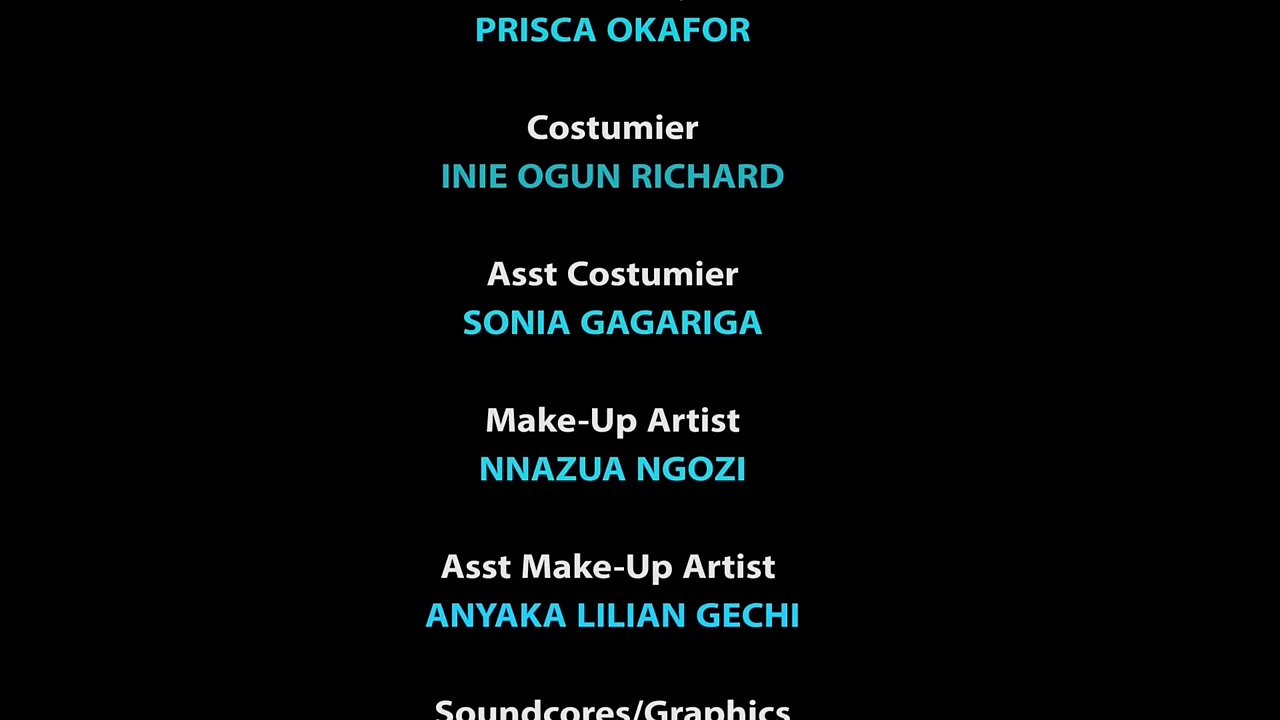 PRISCA OKAFOR
Costumier
INIE OGUN RICHARD
Asst Costumier
SONIA GAGARIGA
Make-Up Artist
NNAZUA NGOZI
Asst Make-Up Artist
ANYAKA LILIAN GECHI
Soundcores/Graphics